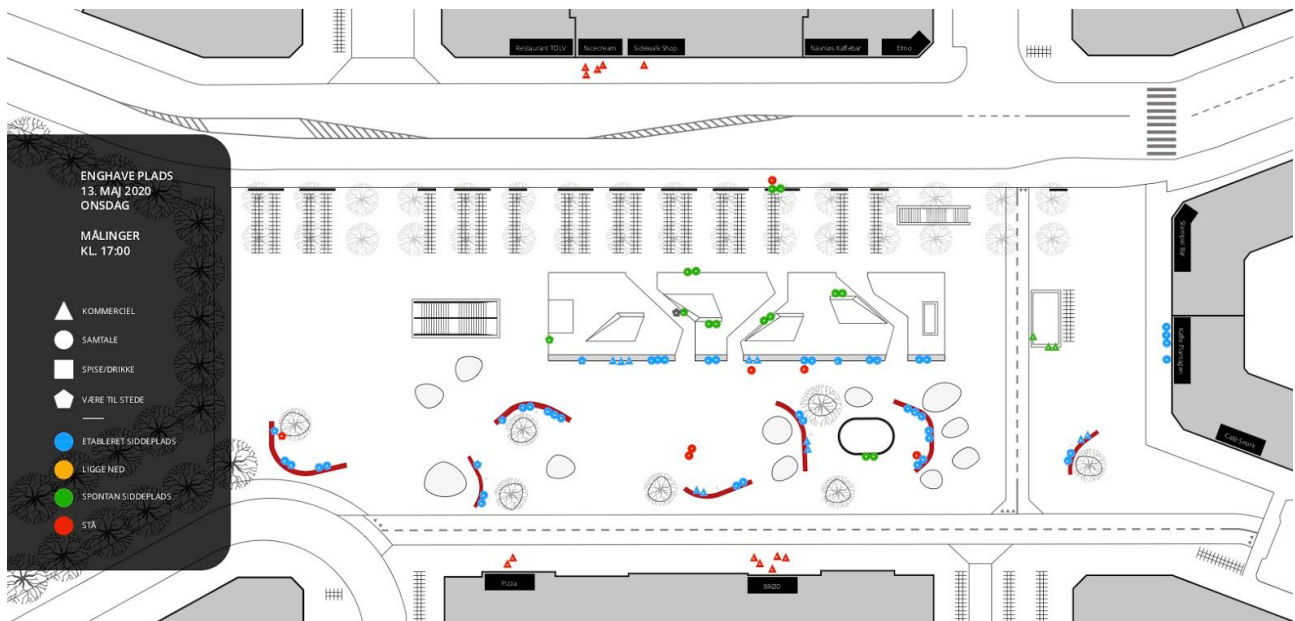 Restaurant TOLV
Nicecream
Sidewalk Shop
Navnløs Kaffebar
Elmo
ENGHAVE PLADS
13. MAJ 2020
ONSDAG
MÅLINGER
KL. 17:00
KOMMERCIEL
SAMTALE
SPISE/DRIKKE
VÆRE TIL STEDE
ETABLERET SIDDEPLADS
LIGGE NED
SPONTAN SIDDEPLADS
STÅ
Stempel Bar
Kaffe Plantagen
Café Snork
Pizza
BRØD